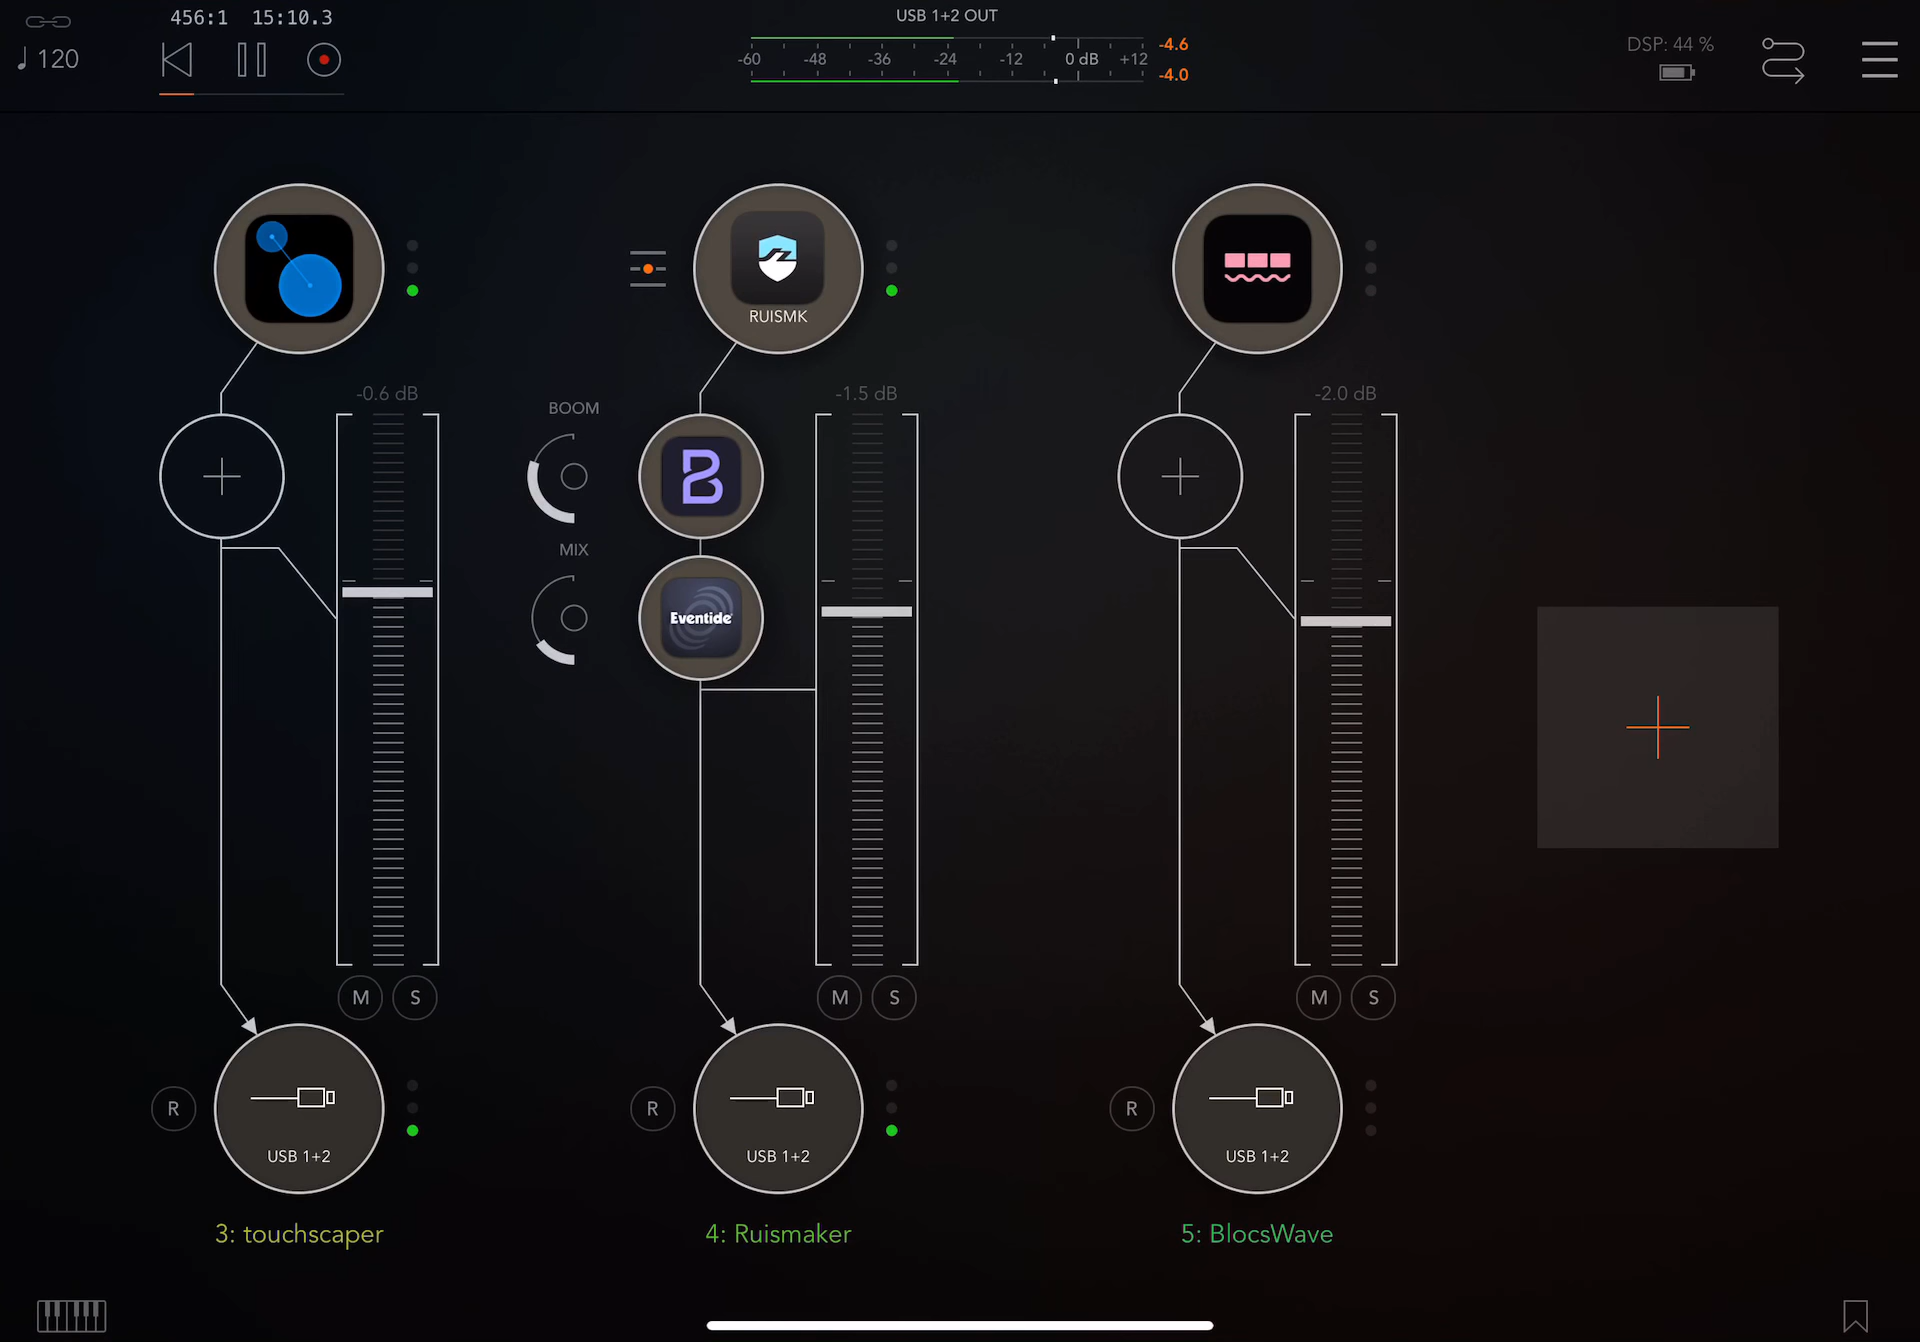 456:1 15:10.3
USB 1+2 OUT
120
-60 -48 -36 -24 -12 0 dB +12
-4.6
-4.0
DSP: 44 %
RUISMK
-0.6 dB
-1.5 dB
-2.0 dB
BOOM
B
MIX
Eventide
M S
M S
M S
R
R
R
USB 1+2
USB 1+2
USB 1+2
3: touchscaper
4: Ruismaker
5: BlocsWave